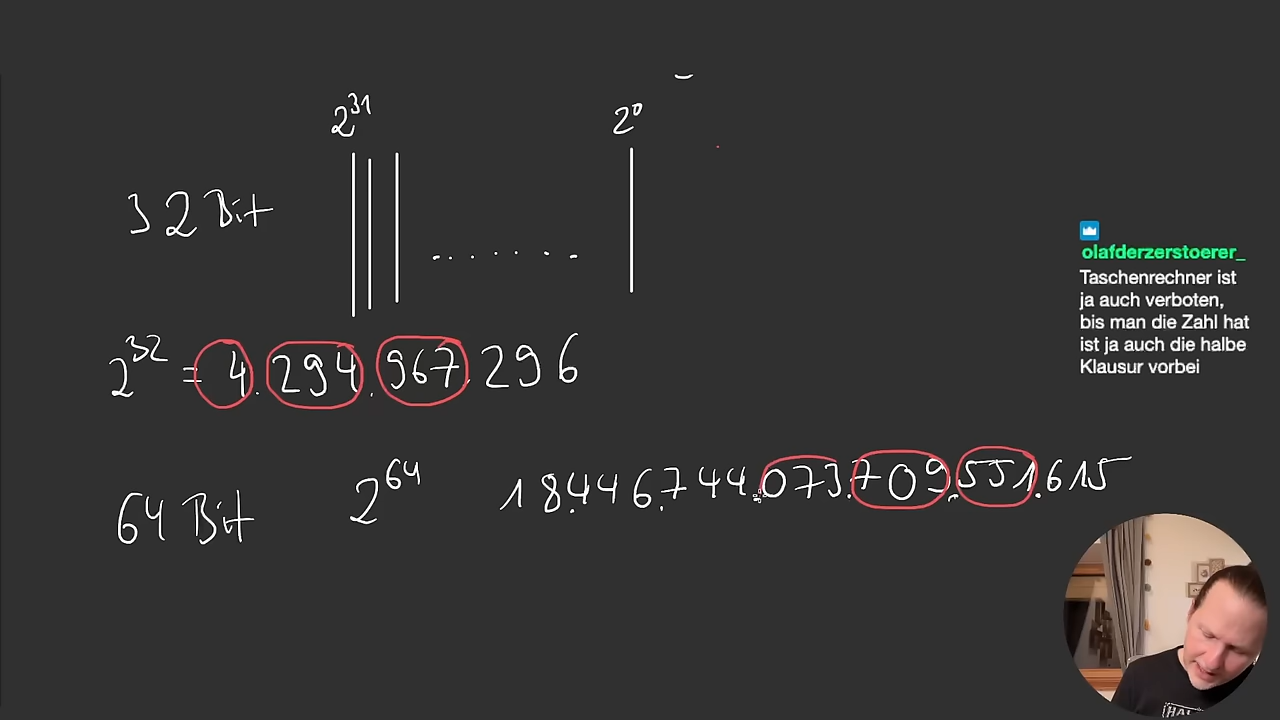 2^31 2^0
32 Bit
2^32 = 4.294.967.296
64 Bit 2^64 18.446.744.073.709.551.615
olafderzerstoerer_
Taschenrechner ist
ja auch verboten,
bis man die Zahl hat
ist ja auch die halbe
Klausur vorbei